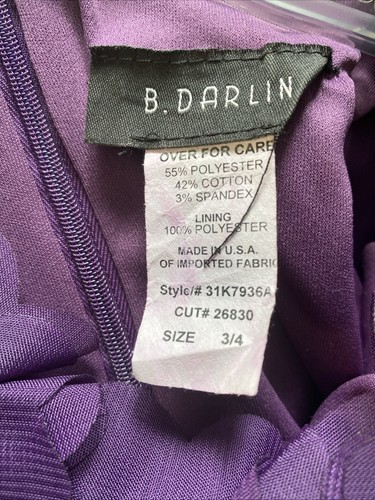 B. DARLIN
OVER FOR CARE
55% POLYESTER
42% COTTON
3% SPANDEX
LINING
100% POLYESTER
MADE IN U.S.A.
OF IMPORTED FABRIC
Style/# 31K7936A
CUT# 26830
SIZE 3/4